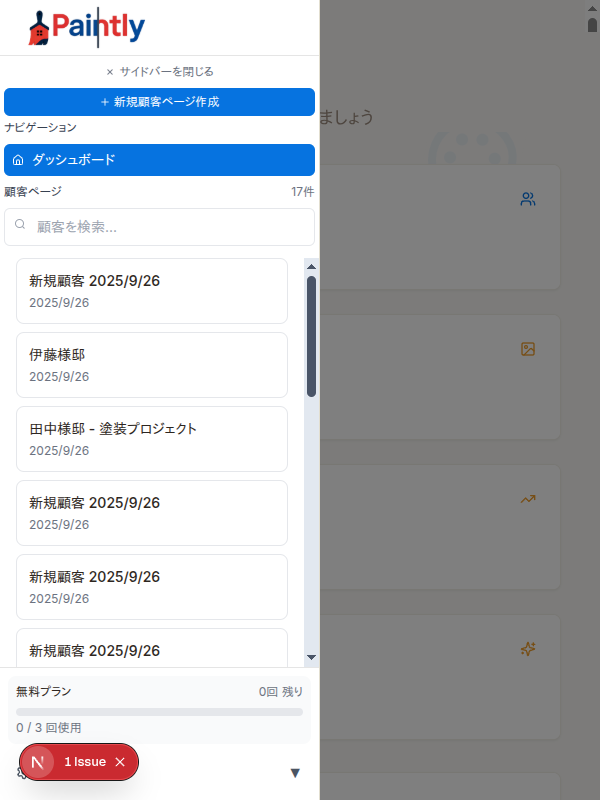 Paintly
× サイドバーを閉じる
+ 新規顧客ページ作成
ナビゲーション
ダッシュボード
顧客ページ 17件
顧客を検索...
新規顧客 2025/9/26
2025/9/26
伊藤様邸
2025/9/26
田中様邸 - 塗装プロジェクト
2025/9/26
新規顧客 2025/9/26
2025/9/26
新規顧客 2025/9/26
2025/9/26
新規顧客 2025/9/26
無料プラン 0回 残り
0 / 3 回使用
N 1 Issue ×
▼
ましょう